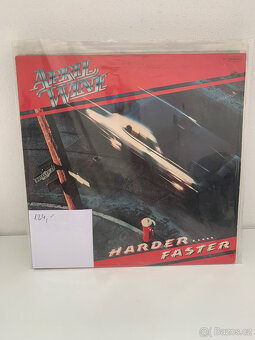 APRIL
WINE
124,-
HARDER.....
FASTER
Bazos.cz